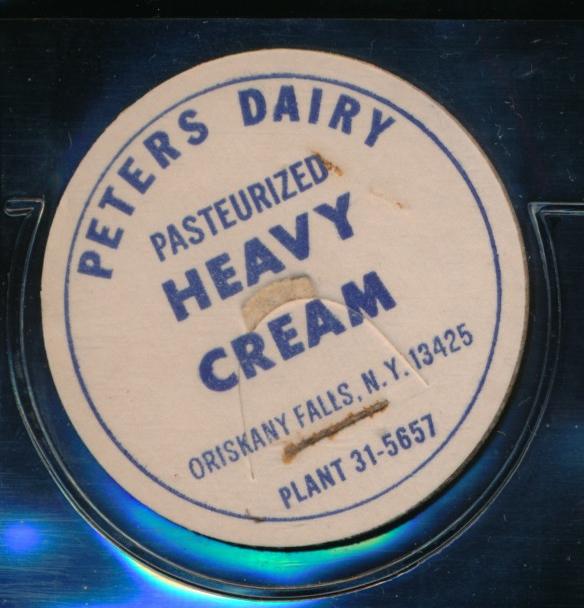 PETERS DAIRY
PASTEURIZED
HEAVY
CREAM
ORISKANY FALLS, N.Y. 13425
PLANT 31-5657